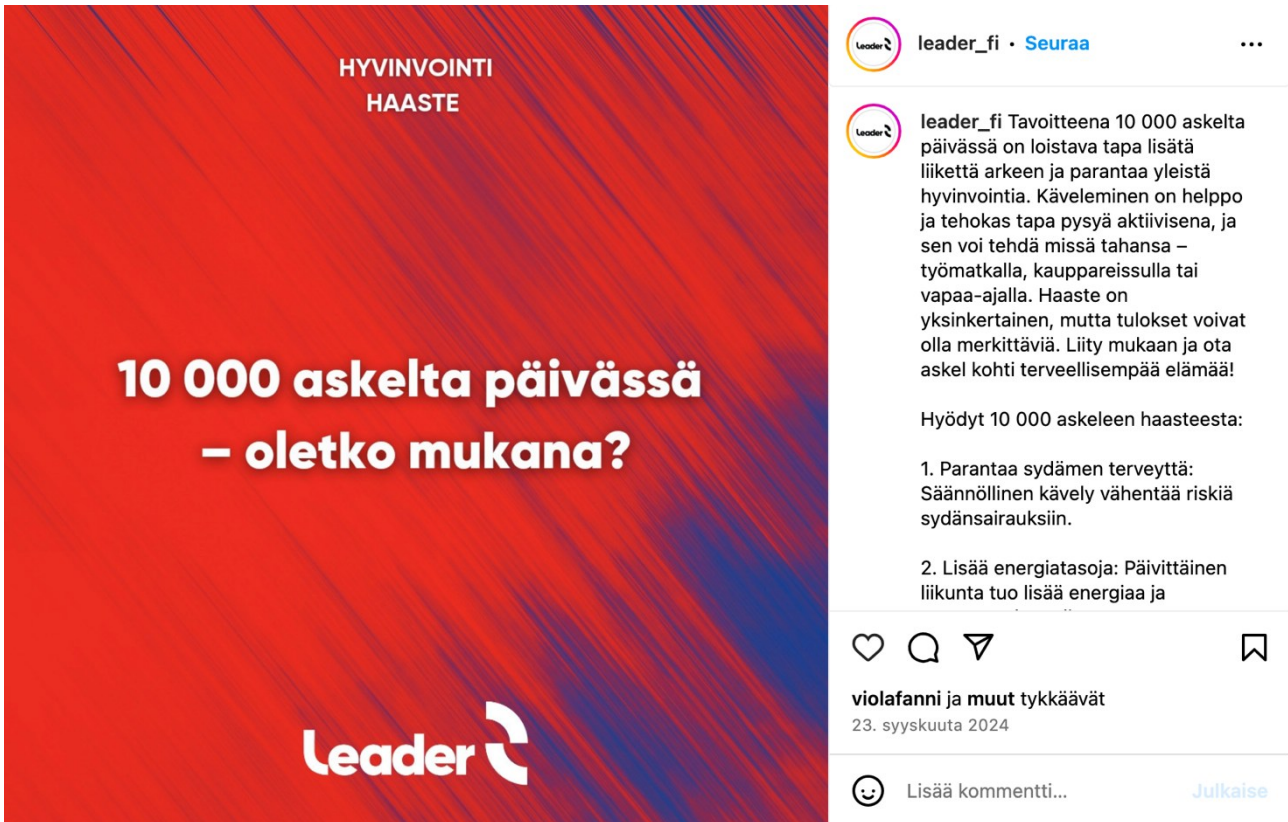 HYVINVOINTI
HAASTE
10 000 askelta päivässä
– oletko mukana?
Leader
Leader
leader_fi • Seuraa
Leader
leader_fi Tavoitteena 10 000 askelta
päivässä on loistava tapa lisätä
liikettä arkeen ja parantaa yleistä
hyvinvointia. Käveleminen on helppo
ja tehokas tapa pysyä aktiivisena, ja
sen voi tehdä missä tahansa –
työmatkalla, kauppareissulla tai
vapaa-ajalla. Haaste on
yksinkertainen, mutta tulokset voivat
olla merkittäviä. Liity mukaan ja ota
askel kohti terveellisempää elämää!
Hyödyt 10 000 askeleen haasteesta:
1. Parantaa sydämen terveyttä:
Säännöllinen kävely vähentää riskiä
sydänsairauksiin.
2. Lisää energiatasoja: Päivittäinen
liikunta tuo lisää energiaa ja
violafanni ja muut tykkäävät
23. syyskuuta 2024
Lisää kommentti...
Julkaise